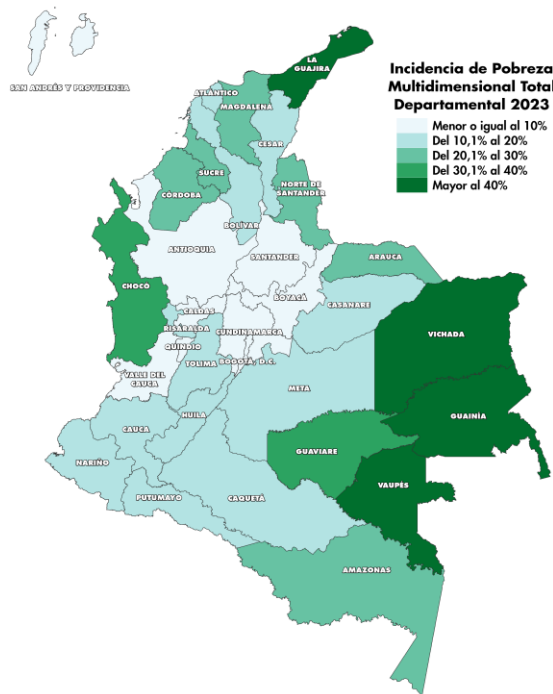 SAN ANDRÉS Y PROVIDENCIA
LA
GUAJIRA
Incidencia de Pobreza
Multidimensional Total
Departamental 2023
Menor o igual al 10%
Del 10,1% al 20%
Del 20,1% al 30%
Del 30,1% al 40%
Mayor al 40%
ATLÁNTICO
MAGDALENA
CESAR
SUCRE
CÓRDOBA
NORTE DE
SANTANDER
BOLÍVAR
ANTIOQUIA
SANTANDER
ARAUCA
CHOCÓ
BOYACÁ
CASANARE
CALDAS
RISARALDA
CUNDINAMARCA
VICHADA
QUINDÍO
BOGOTÁ, D.C.
TOLIMA
VALLE DEL
CAUCA
META
HUILA
GUAINÍA
CAUCA
GUAVIARE
NARIÑO
VAUPÉS
PUTUMAYO
CAQUETÁ
AMAZONAS